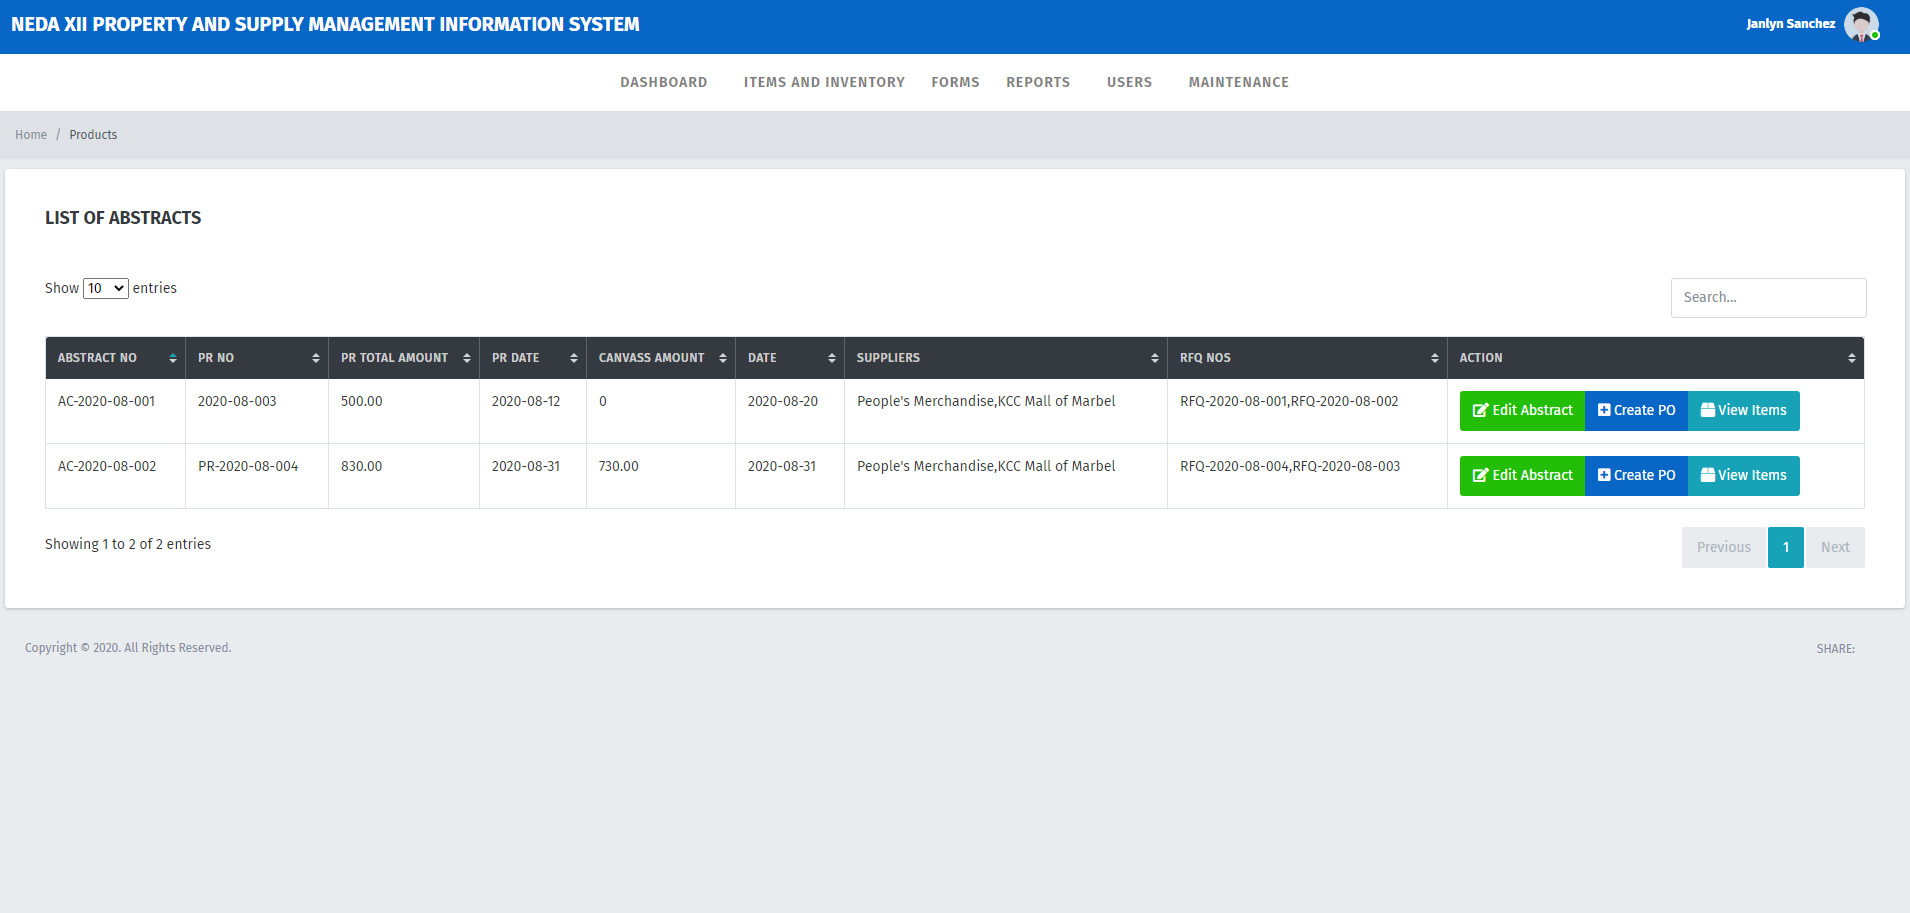 NEDA XII PROPERTY AND SUPPLY MANAGEMENT INFORMATION SYSTEM
Janlyn Sanchez
DASHBOARD ITEMS AND INVENTORY FORMS REPORTS USERS MAINTENANCE
Home / Products
LIST OF ABSTRACTS
Show 10 entries
Search...
ABSTRACT NO PR NO PR TOTAL AMOUNT PR DATE CANVASS AMOUNT DATE SUPPLIERS RFQ NOS ACTION
AC-2020-08-001 2020-08-003 500.00 2020-08-12 0 2020-08-20 People's Merchandise,KCC Mall of Marbel RFQ-2020-08-001,RFQ-2020-08-002 Edit Abstract Create PO View Items
AC-2020-08-002 PR-2020-08-004 830.00 2020-08-31 730.00 2020-08-31 People's Merchandise,KCC Mall of Marbel RFQ-2020-08-004,RFQ-2020-08-003 Edit Abstract Create PO View Items
Showing 1 to 2 of 2 entries
Previous 1 Next
Copyright © 2020. All Rights Reserved.
SHARE: